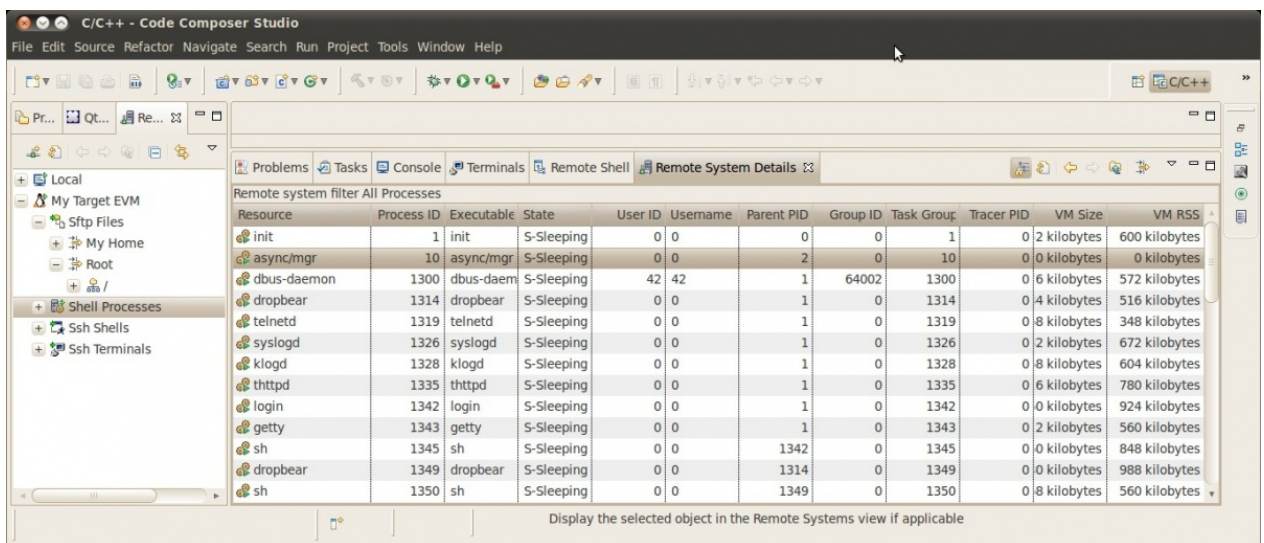 C/C++ - Code Composer Studio
File Edit Source Refactor Navigate Search Run Project Tools Window Help
C/C++
Pr... Qt... Re...
Problems Tasks Console Terminals Remote Shell Remote System Details
Local
My Target EVM
Sftp Files
My Home
Root
/
Shell Processes
Ssh Shells
Ssh Terminals
Remote system filter All Processes
Resource Process ID Executable State User ID Username Parent PID Group ID Task Group Tracer PID VM Size VM RSS
init 1 init S-Sleeping 0 0 0 0 1 0 2 kilobytes 600 kilobytes
async/mgr 10 async/mgr S-Sleeping 0 0 2 0 10 0 0 kilobytes 0 kilobytes
dbus-daemon 1300 dbus-daem S-Sleeping 42 42 1 64002 1300 0 6 kilobytes 572 kilobytes
dropbear 1314 dropbear S-Sleeping 0 0 1 0 1314 0 4 kilobytes 516 kilobytes
telnetd 1319 telnetd S-Sleeping 0 0 1 0 1319 0 8 kilobytes 348 kilobytes
syslogd 1326 syslogd S-Sleeping 0 0 1 0 1326 0 2 kilobytes 672 kilobytes
klogd 1328 klogd S-Sleeping 0 0 1 0 1328 0 8 kilobytes 604 kilobytes
thttpd 1335 thttpd S-Sleeping 0 0 1 0 1335 0 6 kilobytes 780 kilobytes
login 1342 login S-Sleeping 0 0 1 0 1342 0 0 kilobytes 924 kilobytes
getty 1343 getty S-Sleeping 0 0 1 0 1343 0 2 kilobytes 560 kilobytes
sh 1345 sh S-Sleeping 0 0 1342 0 1345 0 0 kilobytes 848 kilobytes
dropbear 1349 dropbear S-Sleeping 0 0 1314 0 1349 0 0 kilobytes 988 kilobytes
sh 1350 sh S-Sleeping 0 0 1349 0 1350 0 8 kilobytes 560 kilobytes
Display the selected object in the Remote Systems view if applicable